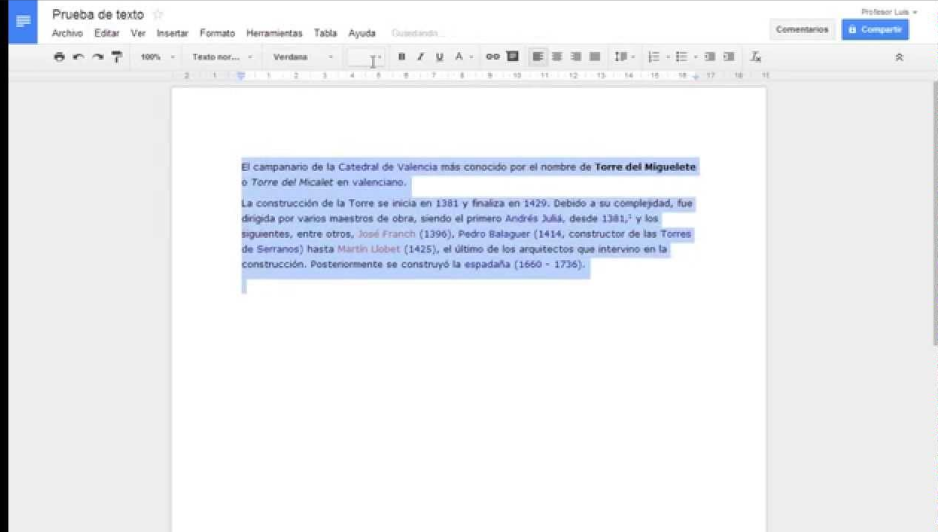 Prueba de texto
Profesor Luis
Archivo Editar Ver Insertar Formato Herramientas Tabla Ayuda Guardando...
Comentarios
Compartir
100% Texto nor... Verdana
B I U A
2 1 1 2 3 4 5 6 7 8 9 10 11 12 13 14 15 16 17 18
El campanario de la Catedral de Valencia más conocido por el nombre de Torre del Miguelete
o Torre del Micalet en valenciano.
La construcción de la Torre se inicia en 1381 y finaliza en 1429. Debido a su complejidad, fue
dirigida por varios maestros de obra, siendo el primero Andrés Juliá, desde 1381,¹ y los
siguientes, entre otros, José Franch (1396), Pedro Balaguer (1414, constructor de las Torres
de Serranos) hasta Martín Llobet (1425), el último de los arquitectos que intervino en la
construcción. Posteriormente se construyó la espadaña (1660 - 1736).